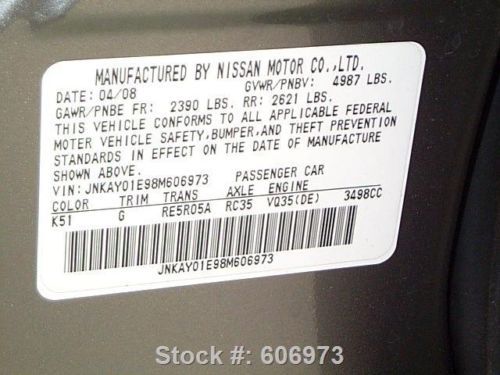 MANUFACTURED BY NISSAN MOTOR CO.,LTD.
DATE: 04/08 GVWR/PNBV: 4987 LBS.
GAWR/PNBE FR: 2390 LBS. RR: 2621 LBS.
THIS VEHICLE CONFORMS TO ALL APPLICABLE FEDERAL
MOTOR VEHICLE SAFETY,BUMPER,AND THEFT PREVENTION
STANDARDS IN EFFECT ON THE DATE OF MANUFACTURE
SHOWN ABOVE.
VIN: JNKAY01E98M606973 PASSENGER CAR
COLOR TRIM TRANS AXLE ENGINE
K51 G RE5R05A RC35 VQ35(DE) 3498CC
JNKAY01E98M606973
Stock #: 606973